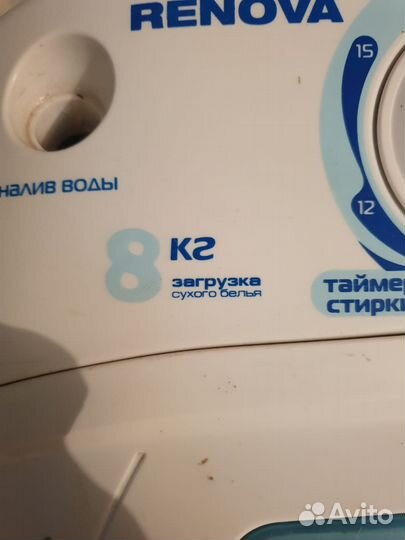 RENOVA
15
НАЛИВ ВОДЫ
12
8 кг
загрузка
сухого белья
таймер
стирки
Avito